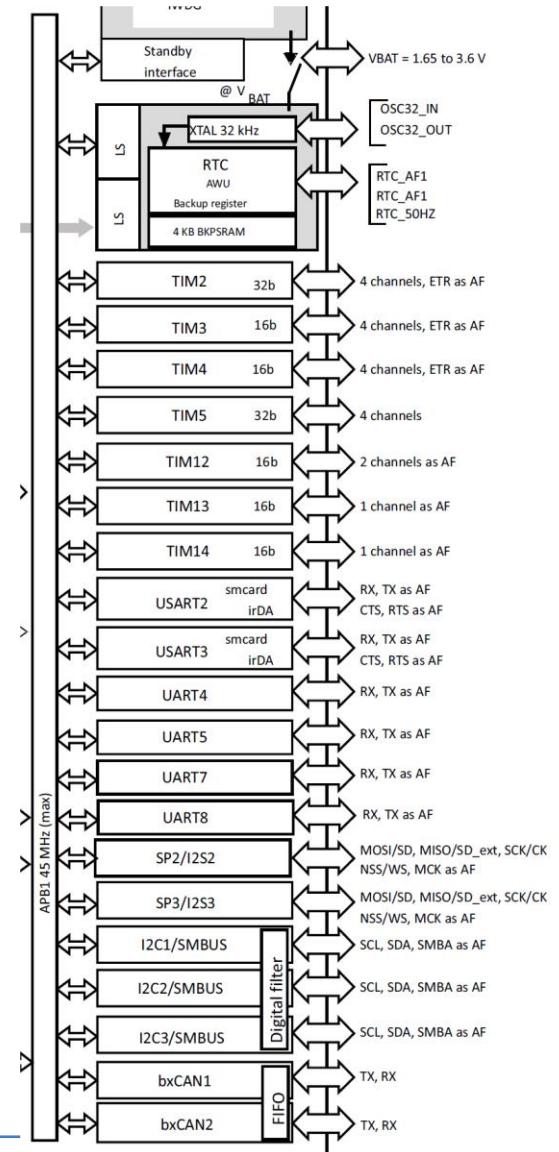 IWDG
Standby
interface
VBAT = 1.65 to 3.6 V
@ V BAT
OSC32_IN
OSC32_OUT
LS
XTAL 32 kHz
RTC
AWU
Backup register
RTC_AF1
RTC_AF1
RTC_50HZ
LS
4 KB BKPSRAM
TIM2 32b 4 channels, ETR as AF
TIM3 16b 4 channels, ETR as AF
TIM4 16b 4 channels, ETR as AF
TIM5 32b 4 channels
TIM12 16b 2 channels as AF
TIM13 16b 1 channel as AF
TIM14 16b 1 channel as AF
USART2 smcard irDA
RX, TX as AF
CTS, RTS as AF
USART3 smcard irDA
RX, TX as AF
CTS, RTS as AF
UART4 RX, TX as AF
UART5 RX, TX as AF
UART7 RX, TX as AF
UART8 RX, TX as AF
APB1 45 MHz (max)
SP2/I2S2
MOSI/SD, MISO/SD_ext, SCK/CK
NSS/WS, MCK as AF
SP3/I2S3
MOSI/SD, MISO/SD_ext, SCK/CK
NSS/WS, MCK as AF
I2C1/SMBUS SCL, SDA, SMBA as AF
I2C2/SMBUS SCL, SDA, SMBA as AF
I2C3/SMBUS SCL, SDA, SMBA as AF
Digital filter
bxCAN1 TX, RX
bxCAN2 TX, RX
FIFO